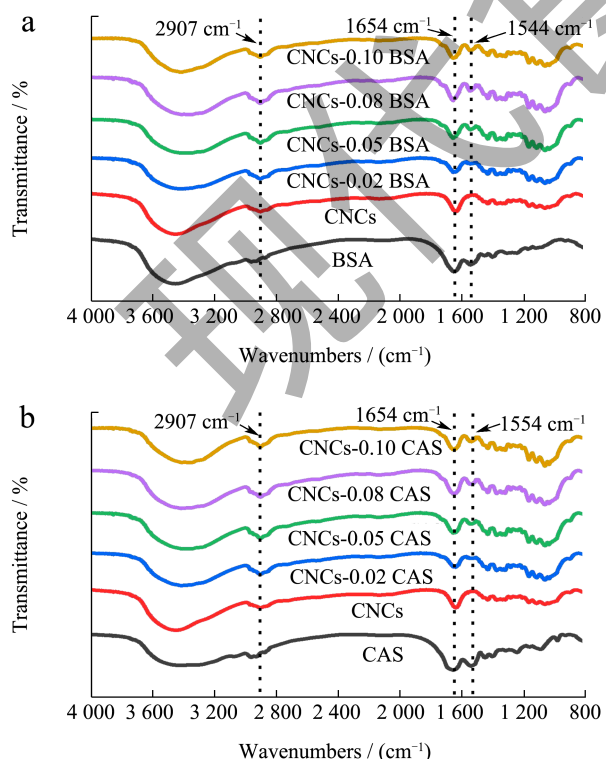 a
2907 cm⁻¹ 1654 cm⁻¹ 1544 cm⁻¹
CNCs-0.10 BSA
CNCs-0.08 BSA
CNCs-0.05 BSA
CNCs-0.02 BSA
CNCs
BSA
Transmittance / %
4 000 3 600 3 200 2 800 2 400 2 000 1 600 1 200 800
Wavenumbers / (cm⁻¹)
b
2907 cm⁻¹ 1654 cm⁻¹ 1554 cm⁻¹
CNCs-0.10 CAS
CNCs-0.08 CAS
CNCs-0.05 CAS
CNCs-0.02 CAS
CNCs
CAS
Transmittance / %
4 000 3 600 3 200 2 800 2 400 2 000 1 600 1 200 800
Wavenumbers / (cm⁻¹)
现代